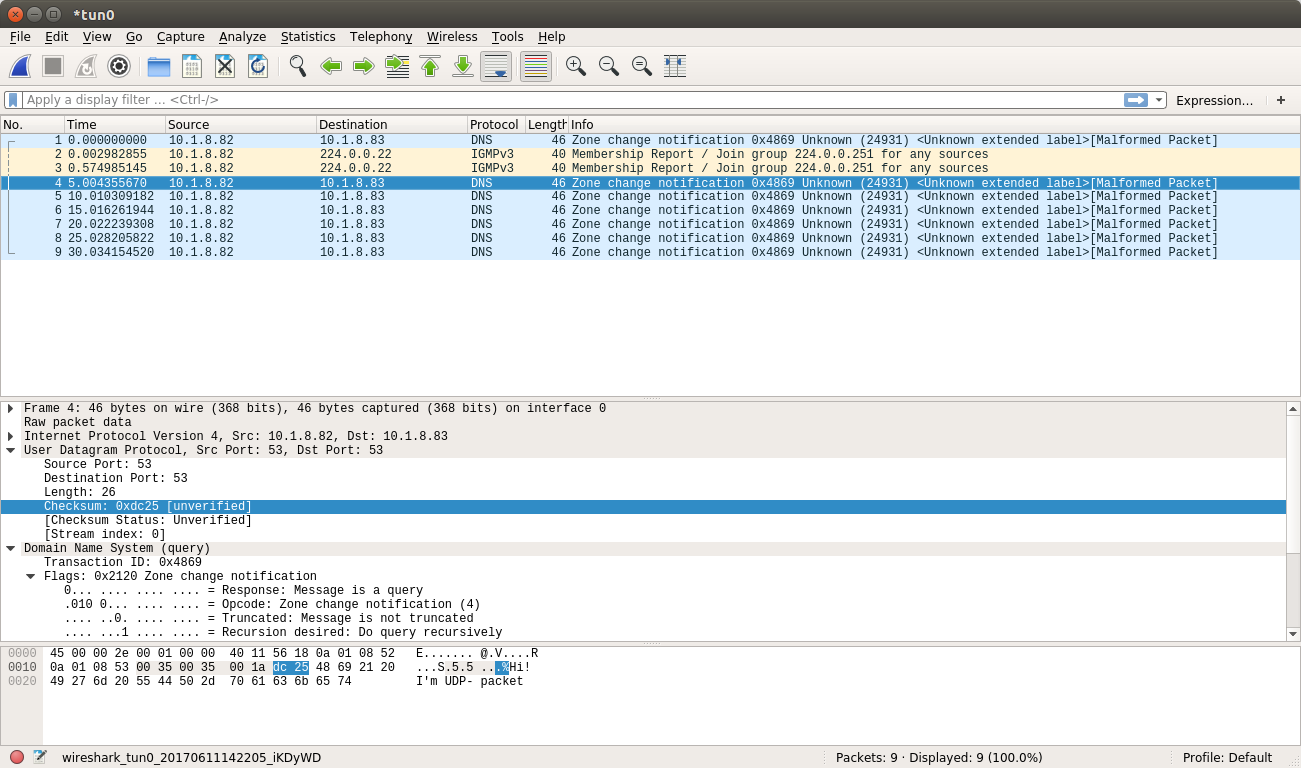 *tun0
File Edit View Go Capture Analyze Statistics Telephony Wireless Tools Help
Apply a display filter ... <Ctrl-/> Expression... +
No. Time Source Destination Protocol Length Info
1 0.000000000 10.1.8.82 10.1.8.83 DNS 46 Zone change notification 0x4869 Unknown (24931) <Unknown extended label>[Malformed Packet]
2 0.002982855 10.1.8.82 224.0.0.22 IGMPv3 40 Membership Report / Join group 224.0.0.251 for any sources
3 0.574985145 10.1.8.82 224.0.0.22 IGMPv3 40 Membership Report / Join group 224.0.0.251 for any sources
4 5.004355670 10.1.8.82 10.1.8.83 DNS 46 Zone change notification 0x4869 Unknown (24931) <Unknown extended label>[Malformed Packet]
5 10.010309182 10.1.8.82 10.1.8.83 DNS 46 Zone change notification 0x4869 Unknown (24931) <Unknown extended label>[Malformed Packet]
6 15.016261944 10.1.8.82 10.1.8.83 DNS 46 Zone change notification 0x4869 Unknown (24931) <Unknown extended label>[Malformed Packet]
7 20.022239308 10.1.8.82 10.1.8.83 DNS 46 Zone change notification 0x4869 Unknown (24931) <Unknown extended label>[Malformed Packet]
8 25.028205822 10.1.8.82 10.1.8.83 DNS 46 Zone change notification 0x4869 Unknown (24931) <Unknown extended label>[Malformed Packet]
9 30.034154520 10.1.8.82 10.1.8.83 DNS 46 Zone change notification 0x4869 Unknown (24931) <Unknown extended label>[Malformed Packet]
Frame 4: 46 bytes on wire (368 bits), 46 bytes captured (368 bits) on interface 0
Raw packet data
Internet Protocol Version 4, Src: 10.1.8.82, Dst: 10.1.8.83
User Datagram Protocol, Src Port: 53, Dst Port: 53
Source Port: 53
Destination Port: 53
Length: 26
Checksum: 0xdc25 [unverified]
[Checksum Status: Unverified]
[Stream index: 0]
Domain Name System (query)
Transaction ID: 0x4869
Flags: 0x2120 Zone change notification
0... .... .... .... = Response: Message is a query
.010 0... .... .... = Opcode: Zone change notification (4)
.... ..0. .... .... = Truncated: Message is not truncated
.... ...1 .... .... = Recursion desired: Do query recursively
0000 45 00 00 2e 00 01 00 00 40 11 56 18 0a 01 08 52 E....... @.V....R
0010 0a 01 08 53 00 35 00 35 00 1a dc 25 48 69 21 20 ...S.5.5 ...%Hi!
0020 49 27 6d 20 55 44 50 2d 70 61 63 6b 65 74 I'm UDP- packet
wireshark_tun0_20170611142205_iKDyWD Packets: 9 · Displayed: 9 (100.0%) Profile: Default